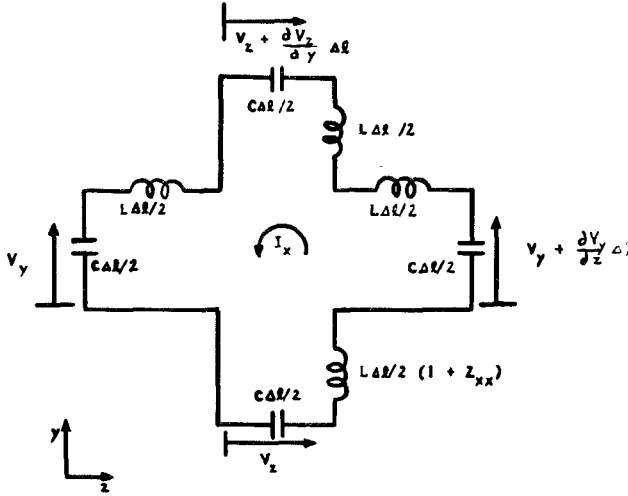 V_z + ∂V_z/∂y Δℓ
CΔℓ/2
LΔℓ/2
LΔℓ/2
LΔℓ/2
I_x
V_y
CΔℓ/2
CΔℓ/2
V_y + ∂V_y/∂z Δ
LΔℓ/2 (1 + Z_xx)
CΔℓ/2
V_z
y
z